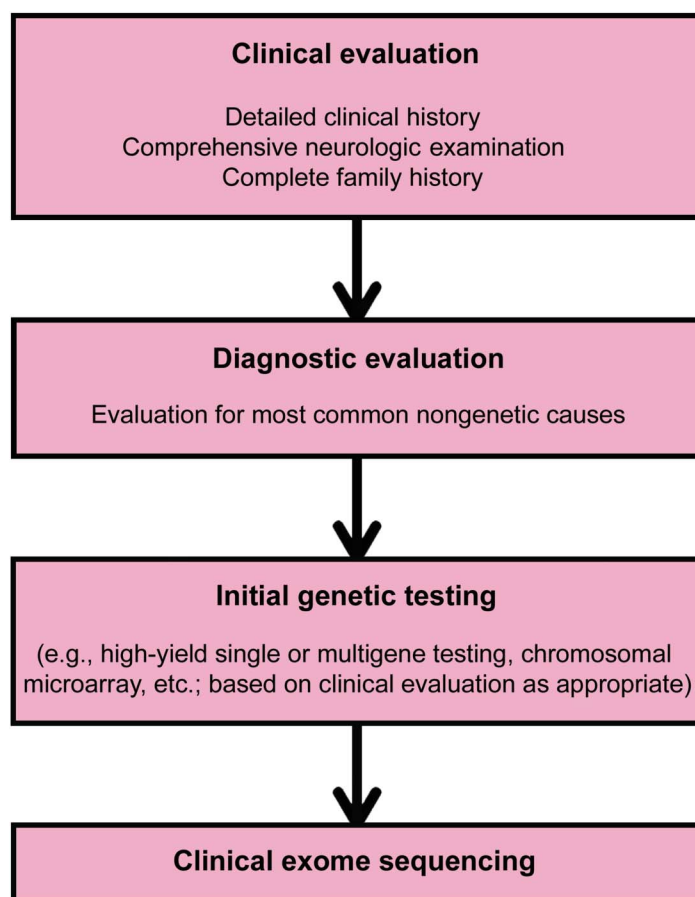 Clinical evaluation
Detailed clinical history
Comprehensive neurologic examination
Complete family history
Diagnostic evaluation
Evaluation for most common nongenetic causes
Initial genetic testing
(e.g., high-yield single or multigene testing, chromosomal
microarray, etc.; based on clinical evaluation as appropriate)
Clinical exome sequencing